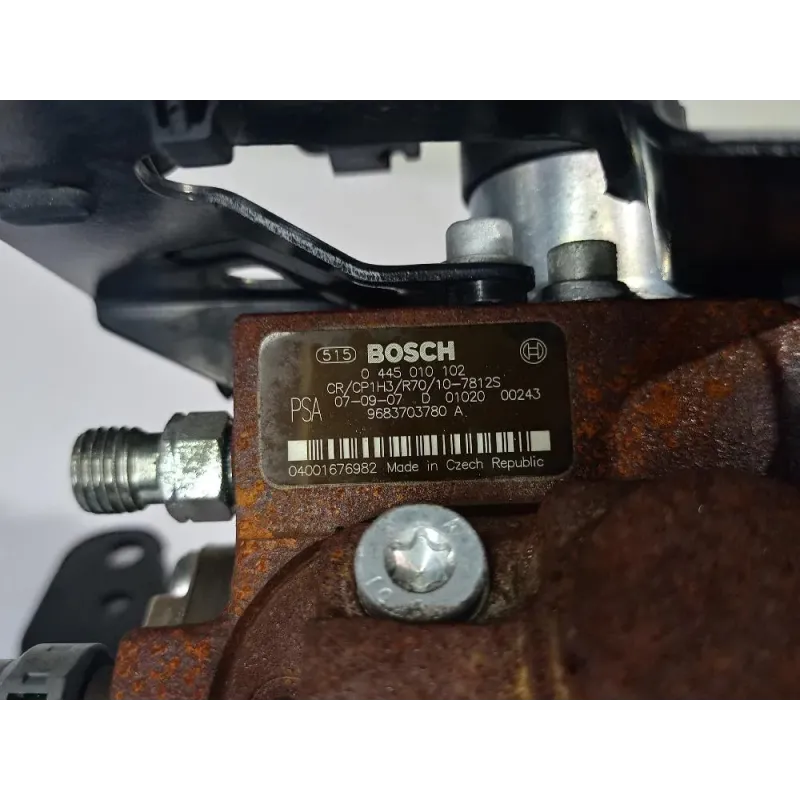 515 BOSCH
0 445 010 102
CR/CP1H3/R70/10-7812S
PSA 07-09-07 D 01020 00243
9683703780 A
04001676982 Made in Czech Republic